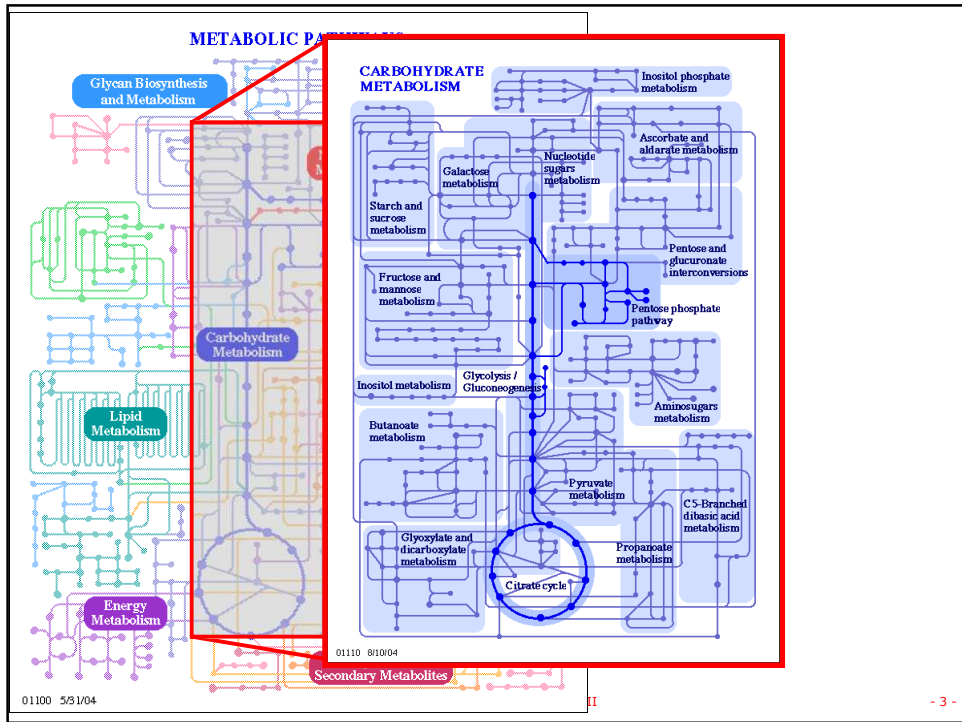 METABOLIC
Glycan Biosynthesis
and Metabolism
Carbohydrate
Metabolism
Lipid
Metabolism
Energy
Metabolism
Secondary Metabolites
01100 5/31/04
CARBOHYDRATE
METABOLISM
Inositol phosphate
metabolism
Ascorbate and
aldarate metabolism
Nucleotide
sugars
metabolism
Galactose
metabolism
Starch and
sucrose
metabolism
Pentose and
glucuronate
interconversions
Fructose and
mannose
metabolism
Pentose phosphate
pathway
Glycolysis /
Gluconeogenesis
Inositol metabolism
Aminosugars
metabolism
Butanoate
metabolism
Pyruvate
metabolism
C5-Branched
dibasic acid
metabolism
Glyoxylate and
dicarboxylate
metabolism
Propanoate
metabolism
Citrate cycle
01110 8/10/04
II
- 3 -